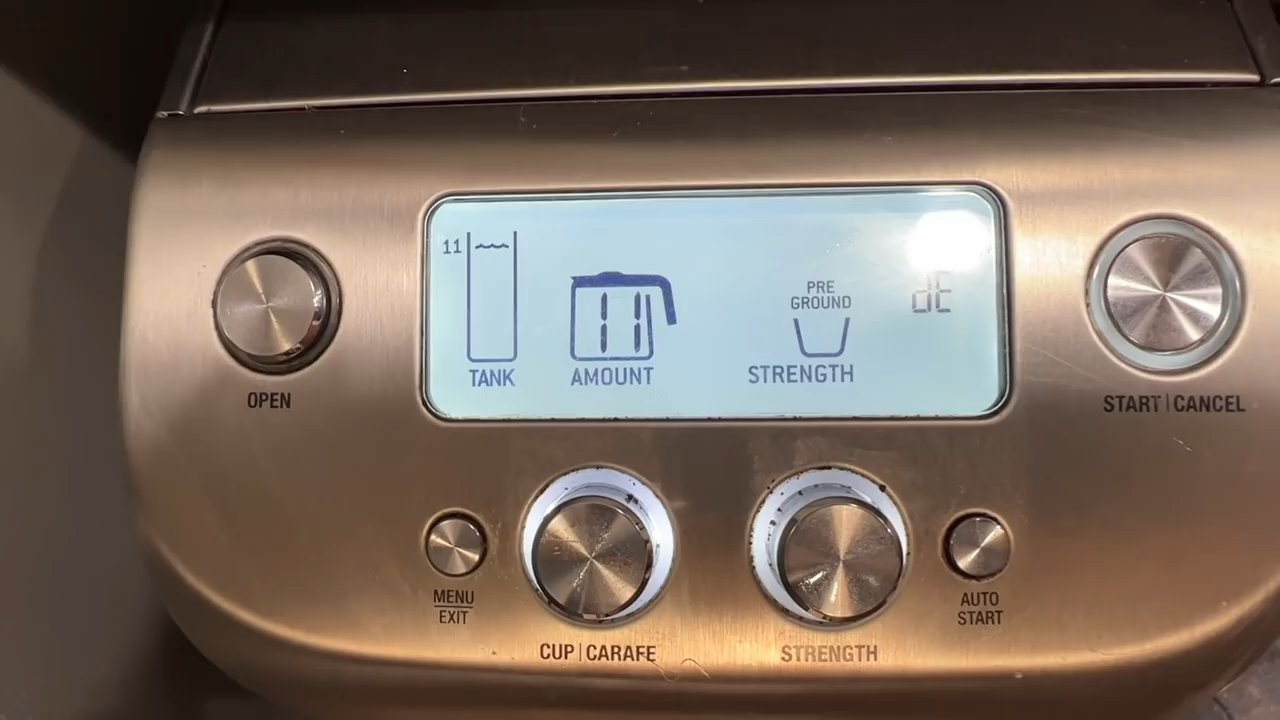 11
TANK
11
AMOUNT
PRE
GROUND
STRENGTH
dE
OPEN
START | CANCEL
MENU
EXIT
CUP | CARAFE
STRENGTH
AUTO
START